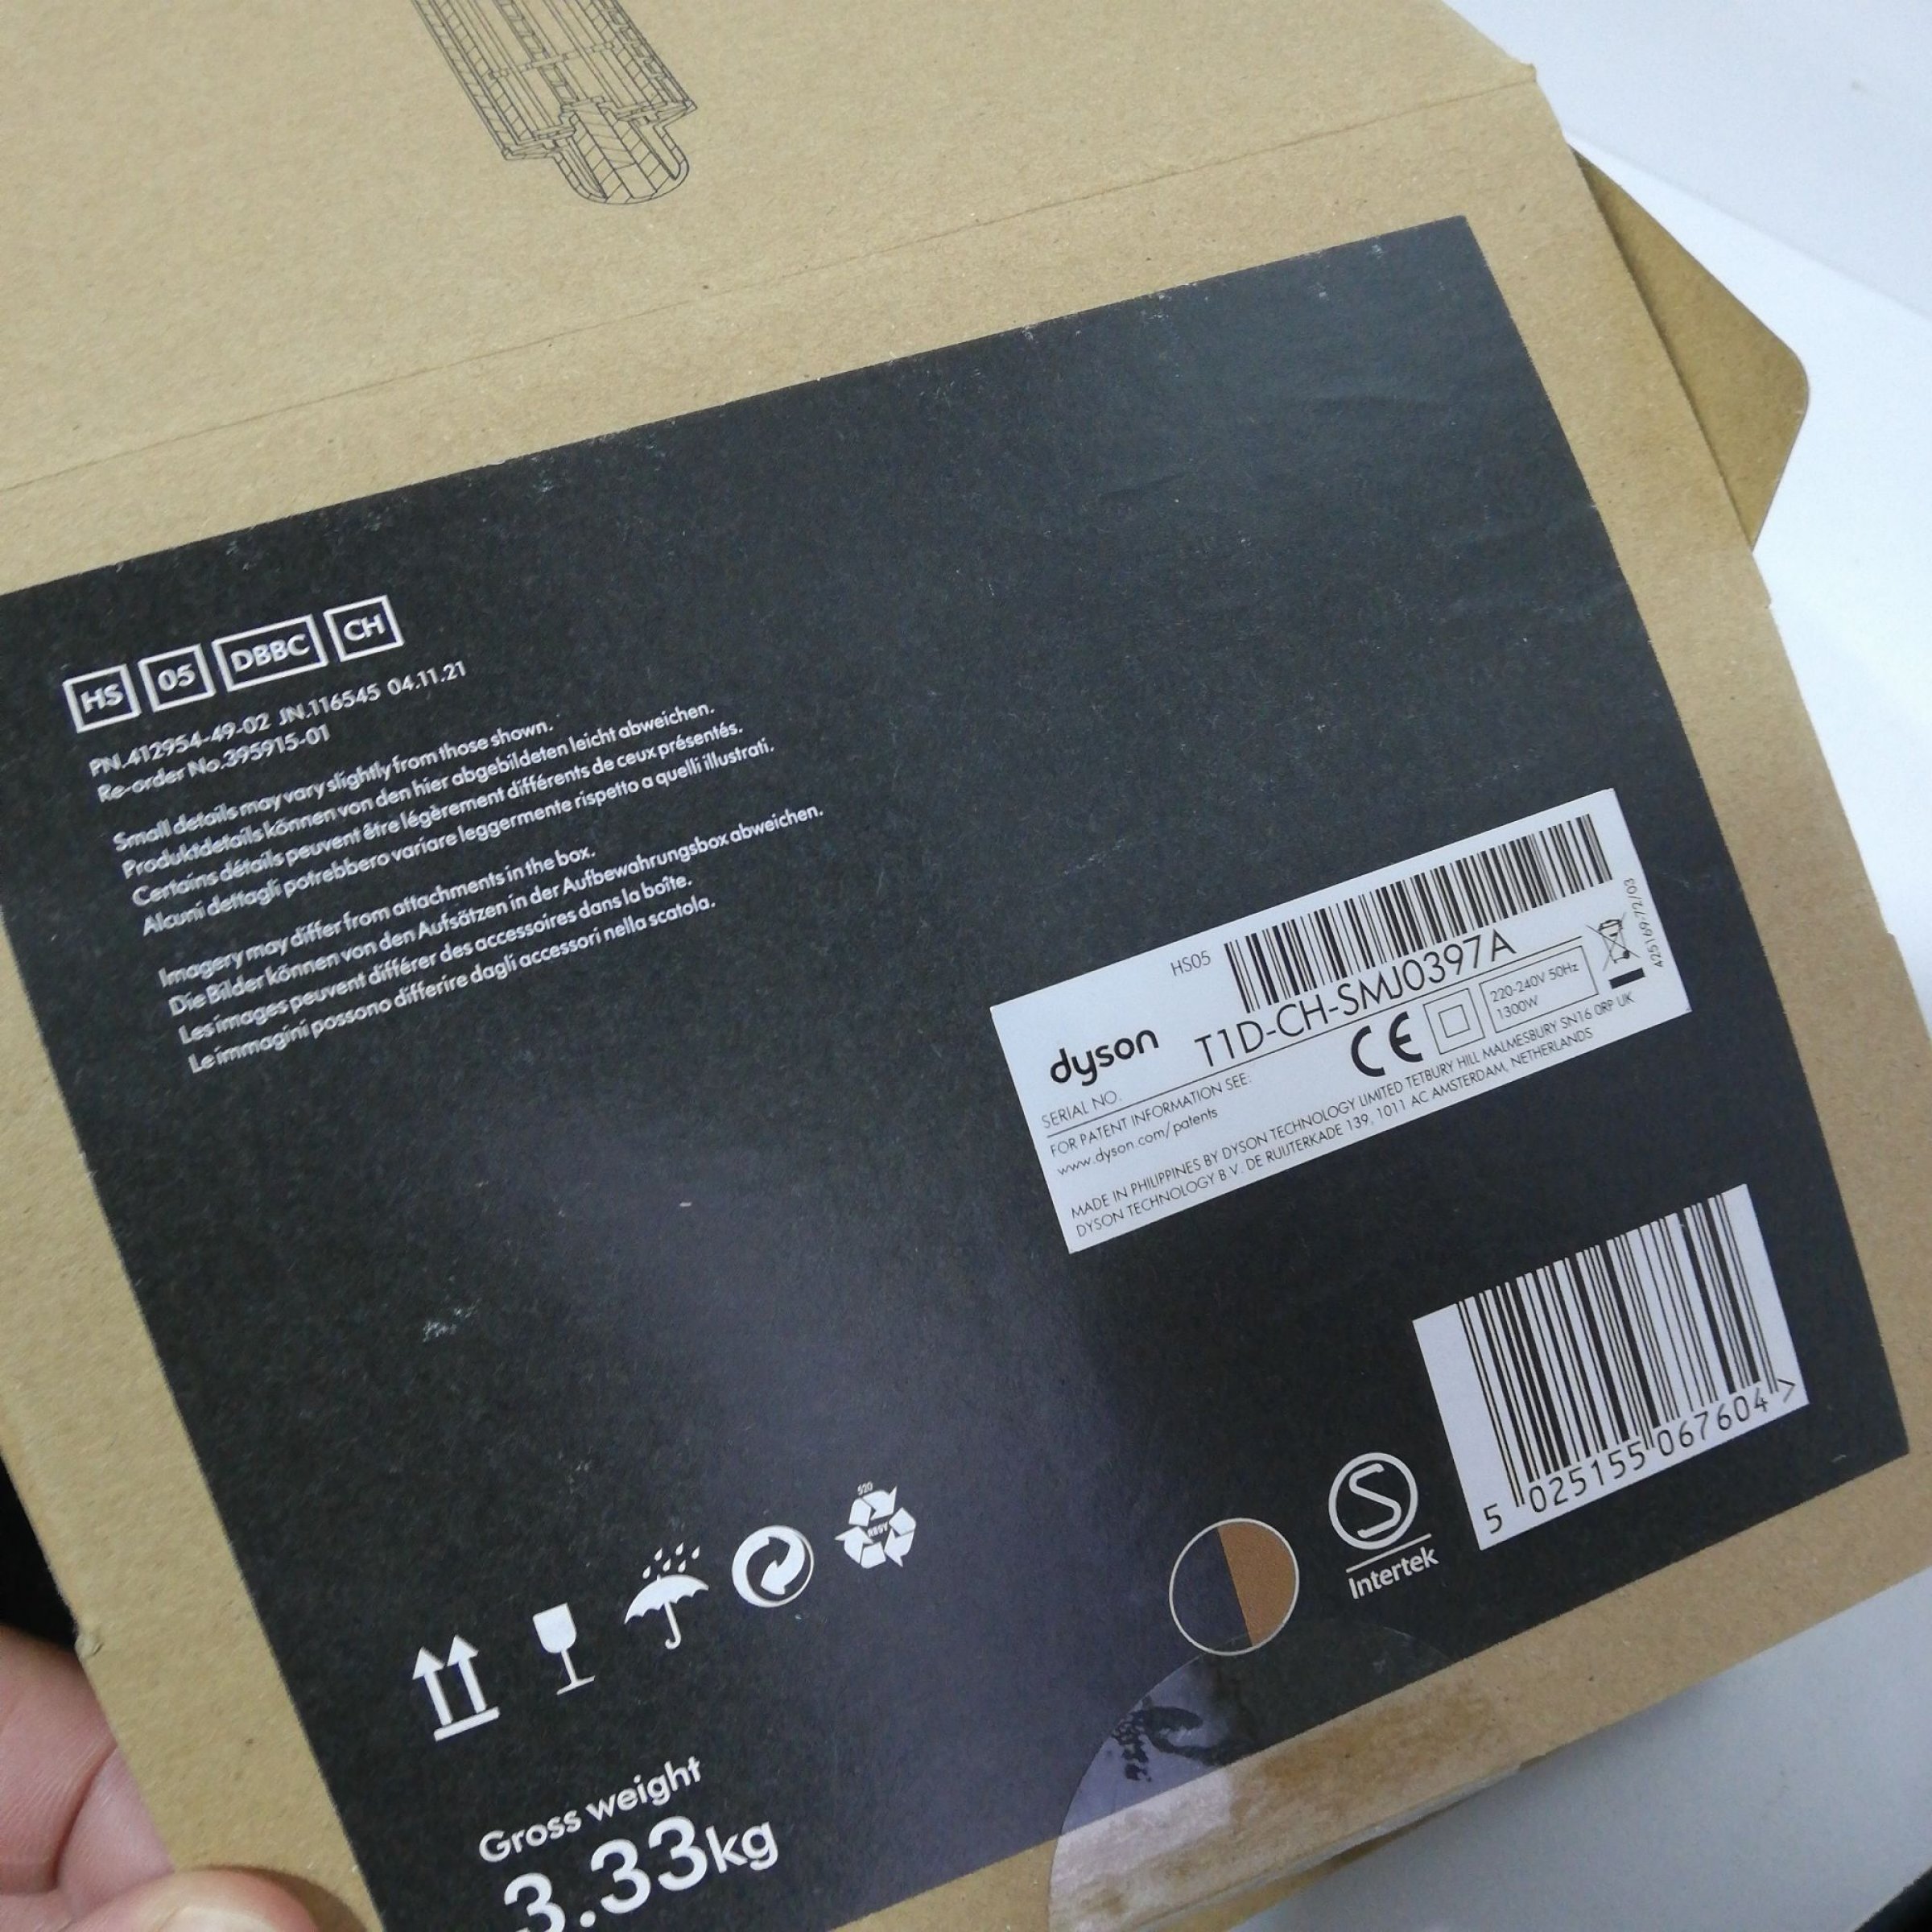 HS 05 DBBC CH
PN.412954-49-02 JN.116545 04.11.21
Re-order No.395915-01
Small details may vary slightly from those shown.
Produktdetails können von den hier abgebildeten leicht abweichen.
Certains détails peuvent être légèrement différents de ceux présentés.
Alcuni dettagli potrebbero variare leggermente rispetto a quelli illustrati.
Imagery may differ from attachments in the box.
Die Bilder können von den Aufsätzen in der Aufbewahrungsbox abweichen.
Les images peuvent différer des accessoires dans la boîte.
Le immagini possono differire dagli accessori nella scatola.
HS05
dyson
SERIAL NO. T1D-CH-SMJ0397A
FOR PATENT INFORMATION SEE:
www.dyson.com/patents
CE
220-240V 50Hz
1300W
425169-72/03
MADE IN PHILIPPINES BY DYSON TECHNOLOGY LIMITED TETBURY HILL MALMESBURY SN16 0RP UK
DYSON TECHNOLOGY B.V. DE RUIJTERKADE 139, 1011 AC AMSTERDAM, NETHERLANDS
5 025155 067604 >
S
Intertek
520
RESY
Gross weight
3.33kg